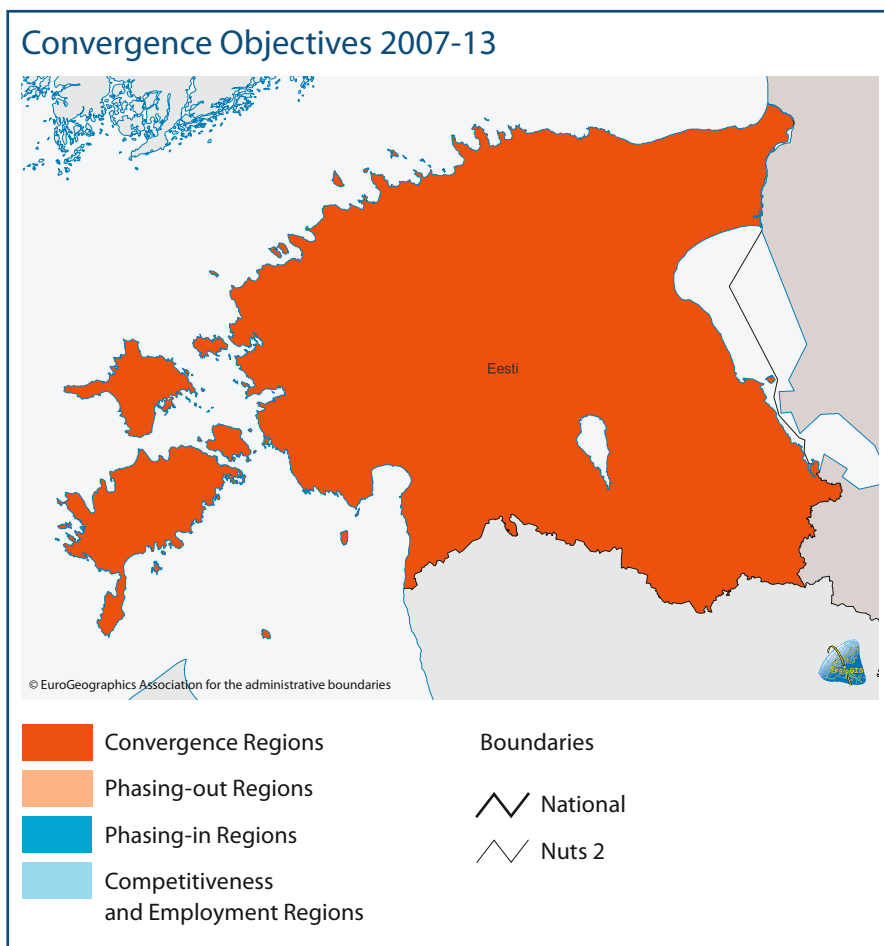 Convergence Objectives 2007-13
Eesti
© EuroGeographics Association for the administrative boundaries
Convergence Regions
Phasing-out Regions
Phasing-in Regions
Competitiveness
and Employment Regions
Boundaries
National
Nuts 2